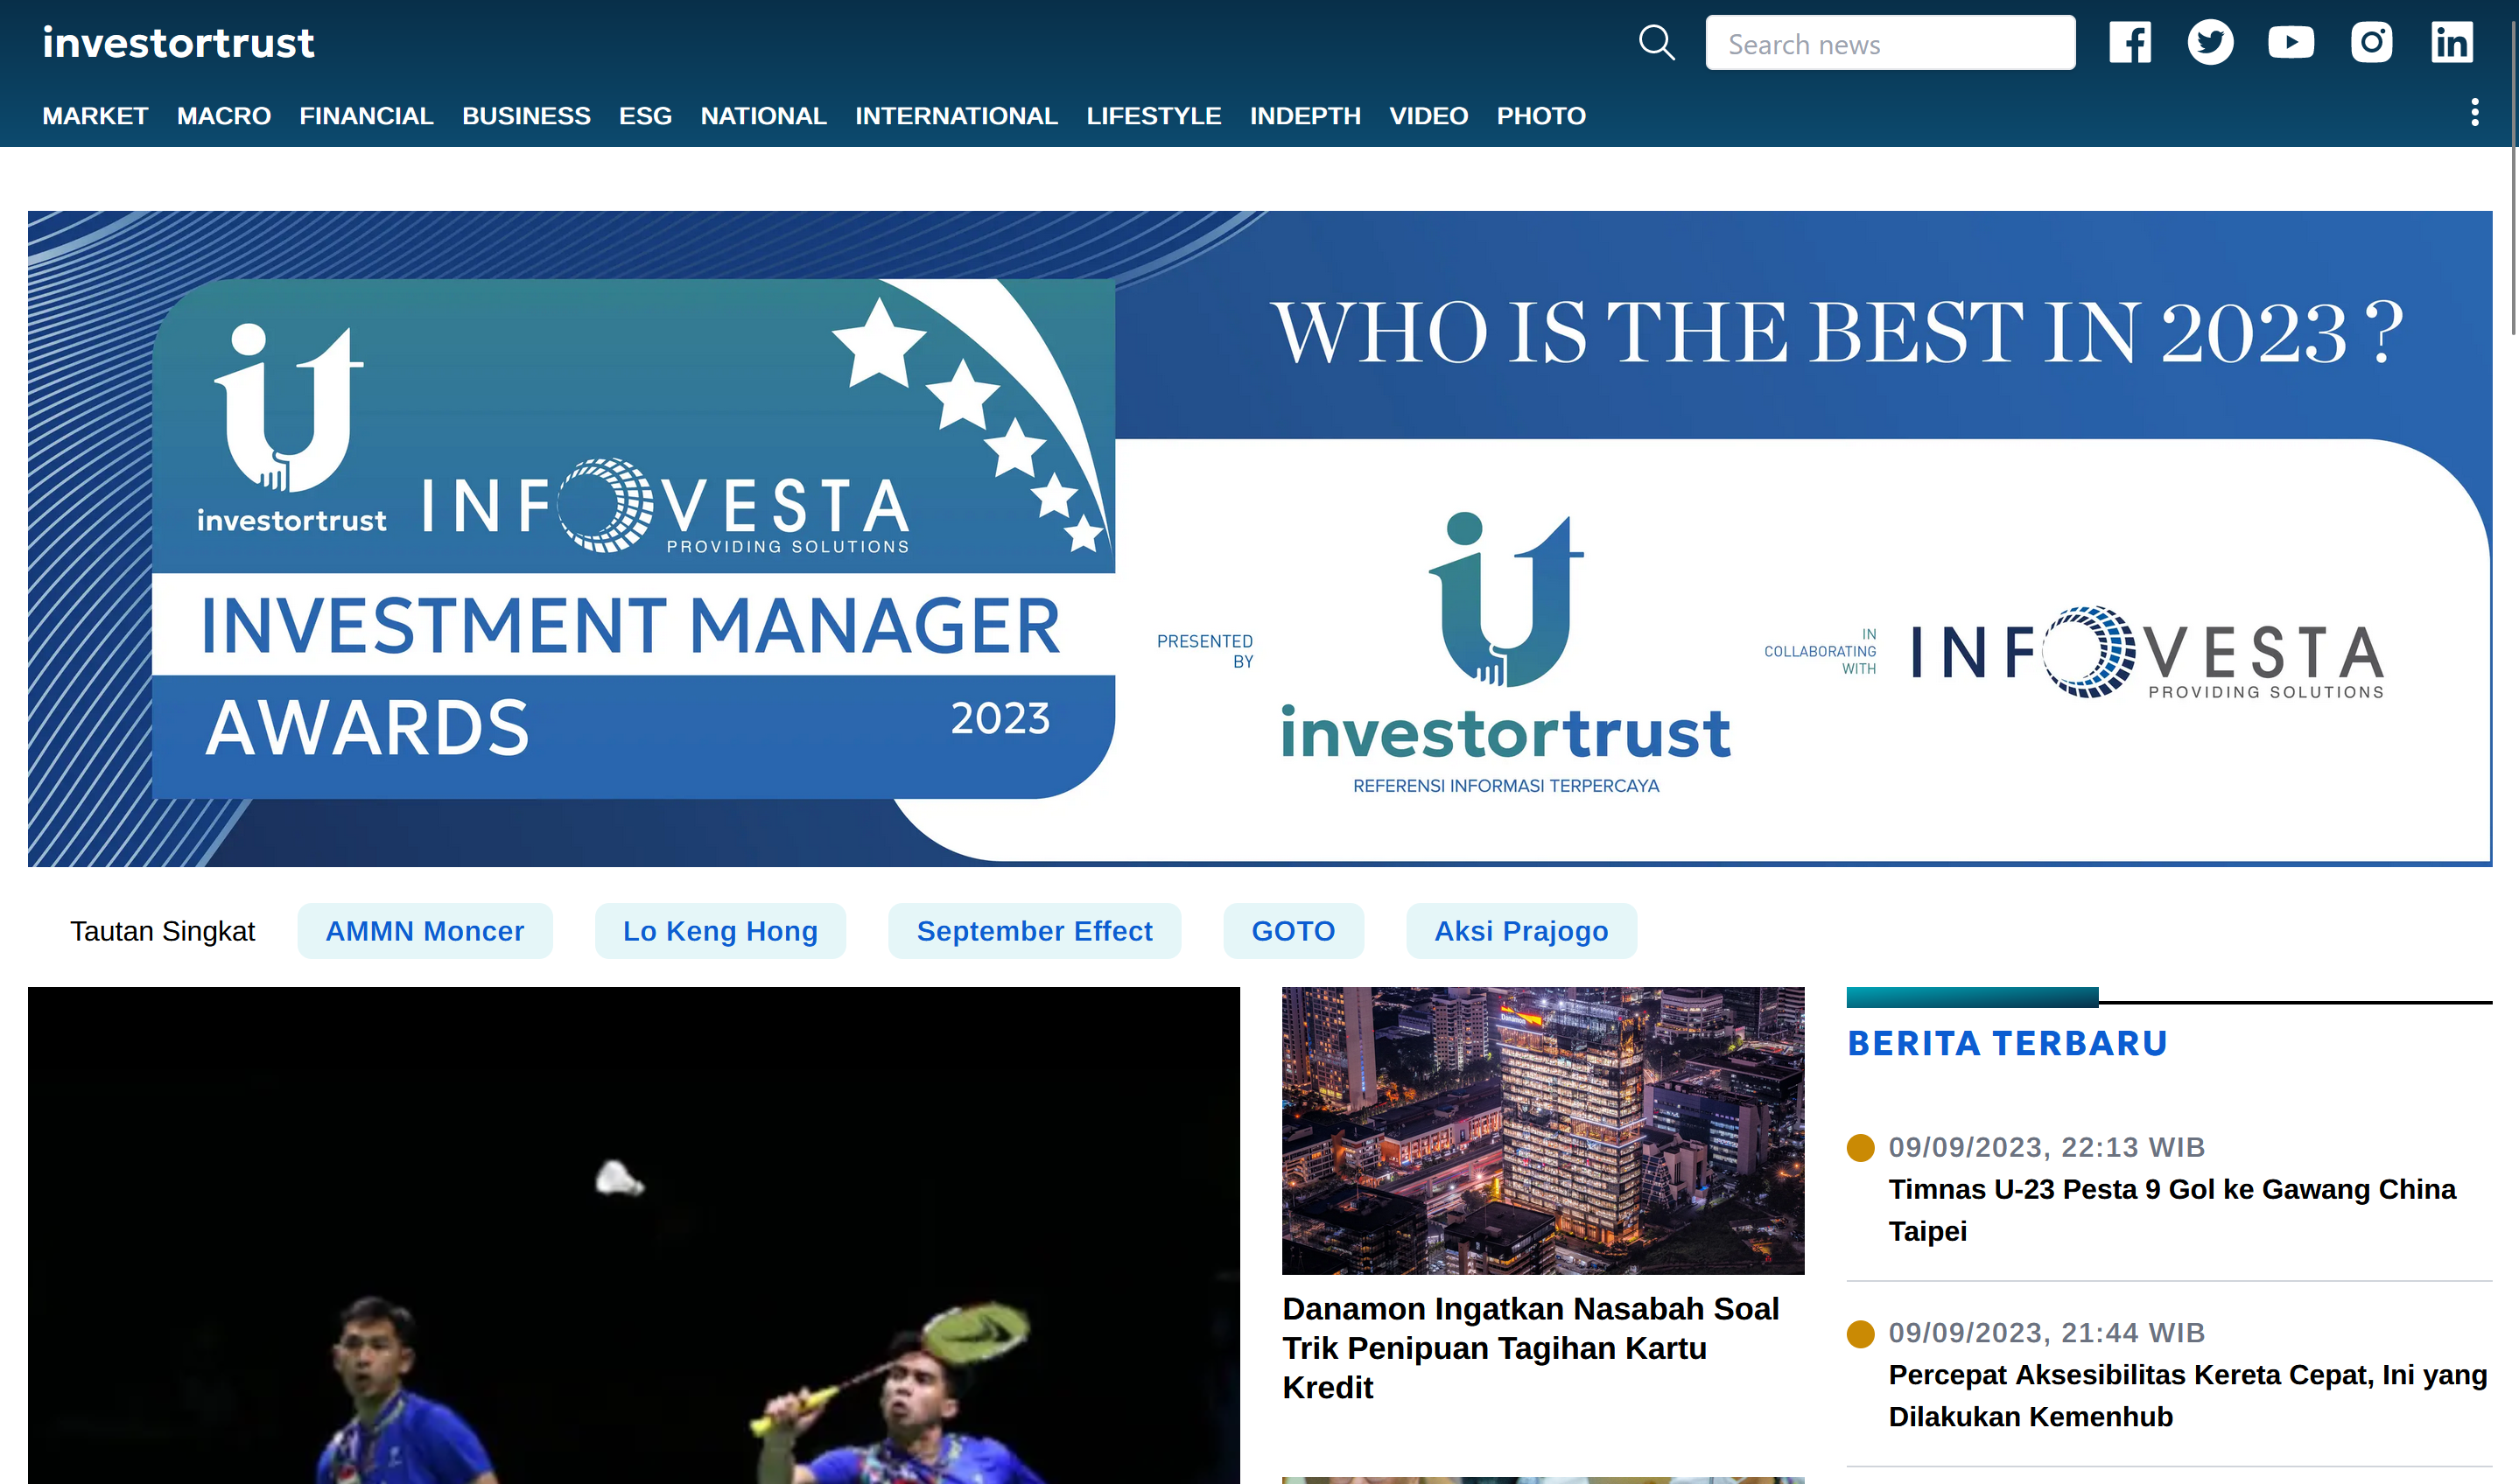 investortrust
Search news
MARKET MACRO FINANCIAL BUSINESS ESG NATIONAL INTERNATIONAL LIFESTYLE INDEPTH VIDEO PHOTO
WHO IS THE BEST IN 2023 ?
investortrust
INFOVESTA
PROVIDING SOLUTIONS
INVESTMENT MANAGER
AWARDS 2023
PRESENTED
BY
investortrust
REFERENSI INFORMASI TERPERCAYA
IN
COLLABORATING
WITH
INFOVESTA
PROVIDING SOLUTIONS
Tautan Singkat AMMN Moncer Lo Keng Hong September Effect GOTO Aksi Prajogo
Danamon
Danamon Ingatkan Nasabah Soal
Trik Penipuan Tagihan Kartu
Kredit
BERITA TERBARU
09/09/2023, 22:13 WIB
Timnas U-23 Pesta 9 Gol ke Gawang China
Taipei
09/09/2023, 21:44 WIB
Percepat Aksesibilitas Kereta Cepat, Ini yang
Dilakukan Kemenhub